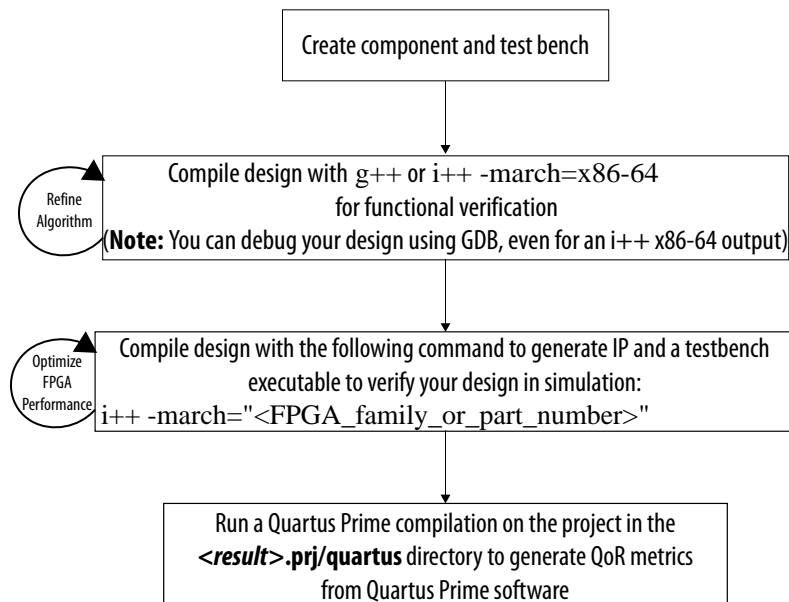 Create component and test bench
Compile design with g++ or i++ -march=x86-64
for functional verification
(Note: You can debug your design using GDB, even for an i++ x86-64 output)
Refine
Algorithm
Compile design with the following command to generate IP and a testbench
executable to verify your design in simulation:
i++ -march="<FPGA_family_or_part_number>"
Optimize
FPGA
Performance
Run a Quartus Prime compilation on the project in the
<result>.prj/quartus directory to generate QoR metrics
from Quartus Prime software